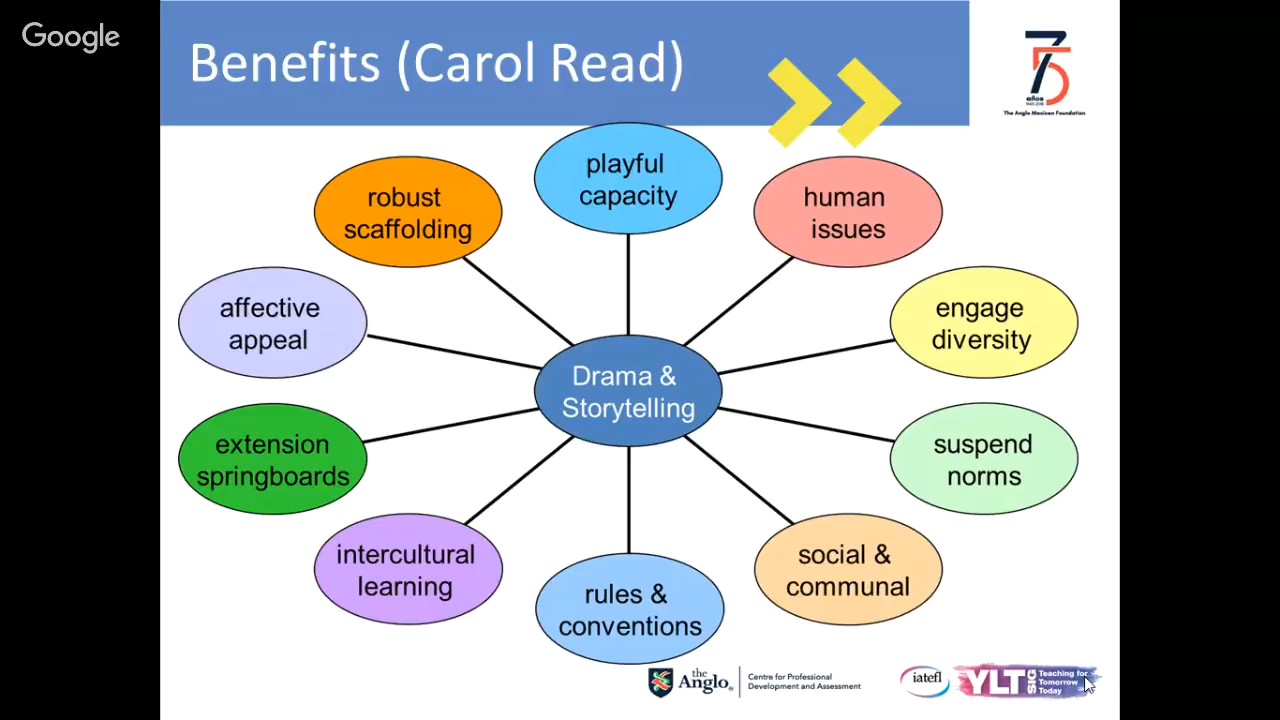 Google
Benefits (Carol Read)
75
años
The Anglo-Mexican Foundation
playful
capacity
human
issues
engage
diversity
suspend
norms
social &
communal
rules &
conventions
intercultural
learning
extension
springboards
affective
appeal
robust
scaffolding
Drama &
Storytelling
the
Anglo
Centre for Professional
Development and Assessment
iatefl
YLT
SIG
Teaching for
Tomorrow
Today